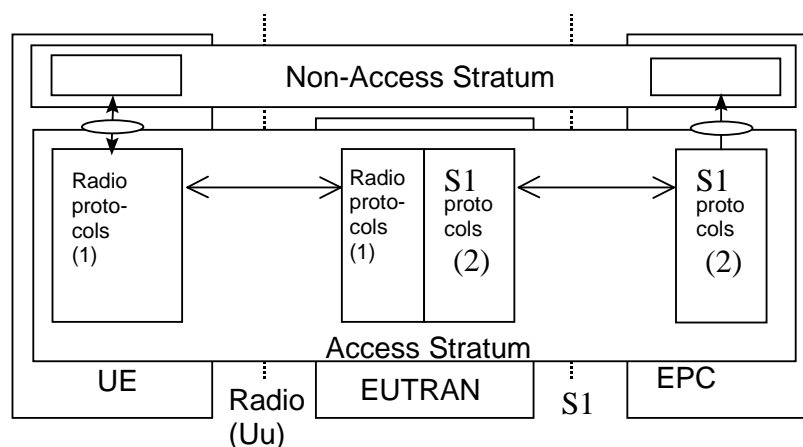 Non-Access Stratum
Radio
proto-
cols
(1)
Radio
proto
cols
(1)
S1
proto
cols
(2)
S1
proto
cols
(2)
Access Stratum
UE
Radio
(Uu)
EUTRAN
S1
EPC